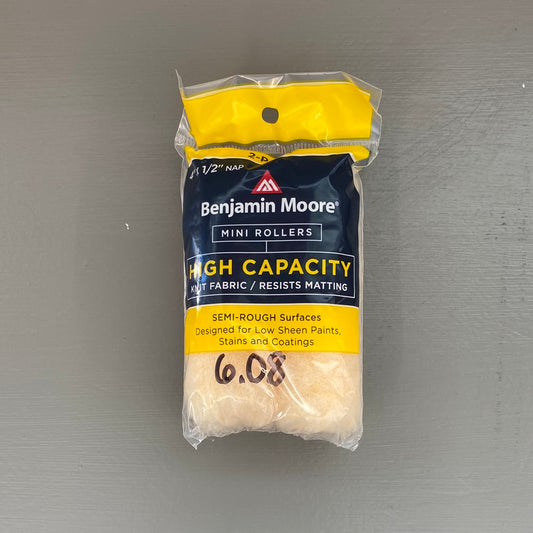 1/2" NAP
Benjamin Moore®
MINI ROLLERS
HIGH CAPACITY
KNIT FABRIC / RESISTS MATTING
SEMI-ROUGH Surfaces
Designed for Low Sheen Paints,
Stains and Coatings
6.08